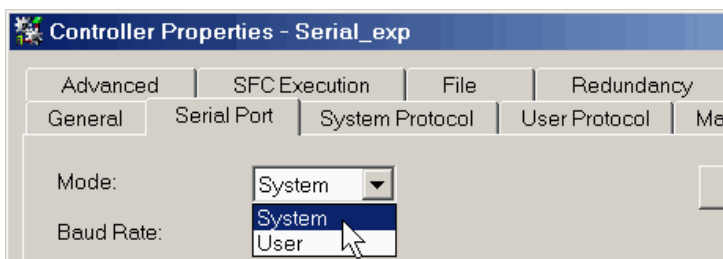 Controller Properties - Serial_exp
Advanced SFC Execution File Redundancy
General Serial Port System Protocol User Protocol Ma
Mode: System
System
Baud Rate: User